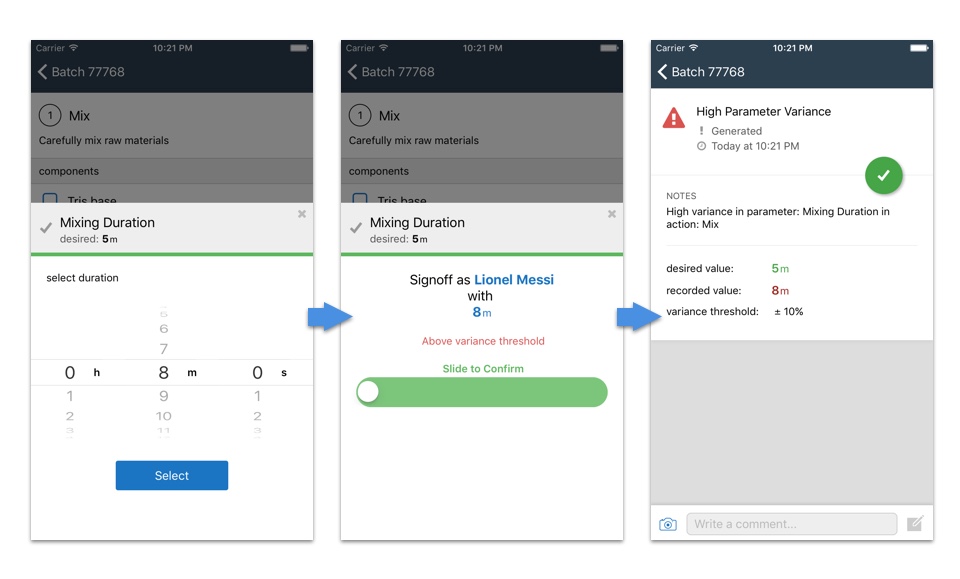 Carrier 10:21 PM
Batch 77768
1 Mix
Carefully mix raw materials
components
Tris base
Mixing Duration
desired: 5m
select duration
6
7
0 h 8 m 0 s
1 9 1
2 10 2
3 11 3
Select
Carrier 10:21 PM
Batch 77768
1 Mix
Carefully mix raw materials
components
Tris base
Mixing Duration
desired: 5m
Signoff as Lionel Messi
with
8m
Above variance threshold
Slide to Confirm
Carrier 10:21 PM
Batch 77768
High Parameter Variance
! Generated
Today at 10:21 PM
NOTES
High variance in parameter: Mixing Duration in
action: Mix
desired value: 5m
recorded value: 8m
variance threshold: ± 10%
Write a comment...